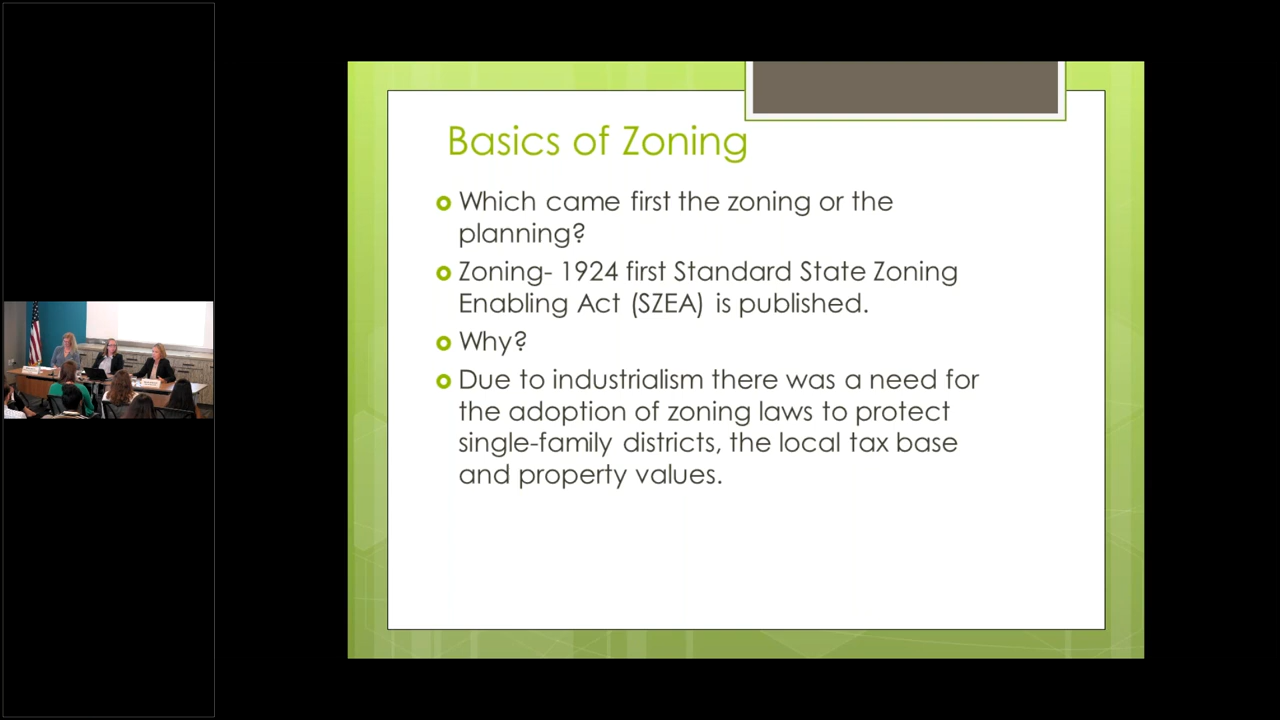 Basics of Zoning
Which came first the zoning or the
planning?
Zoning- 1924 first Standard State Zoning
Enabling Act (SZEA) is published.
Why?
Due to industrialism there was a need for
the adoption of zoning laws to protect
single-family districts, the local tax base
and property values.